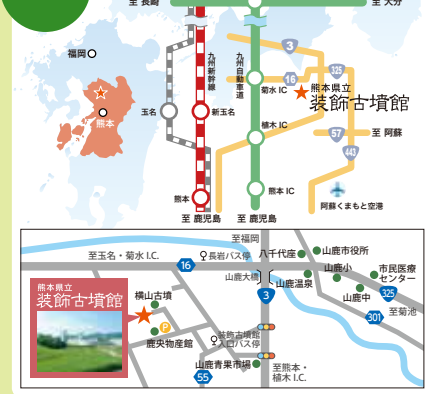 至 長崎
至 大分
福岡
九州新幹線
九州自動車道
3
325
16
菊水 IC
熊本県立
装飾古墳館
熊本
玉名
新玉名
植木 IC
57
至 阿蘇
443
熊本
熊本 IC
至 鹿児島
至 鹿児島
阿蘇くまもと空港
至福岡
至玉名・菊水 I.C.
長岩バス停
八千代座
山鹿市役所
16
山鹿大橋
山鹿温泉
山鹿小
市民医療
センター
熊本県立
装飾古墳館
横山古墳
3
山鹿中
325
至菊池
301
P
鹿央物産館
装飾古墳館
入口バス停
山鹿青果市場
至熊本・
植木 I.C.
55